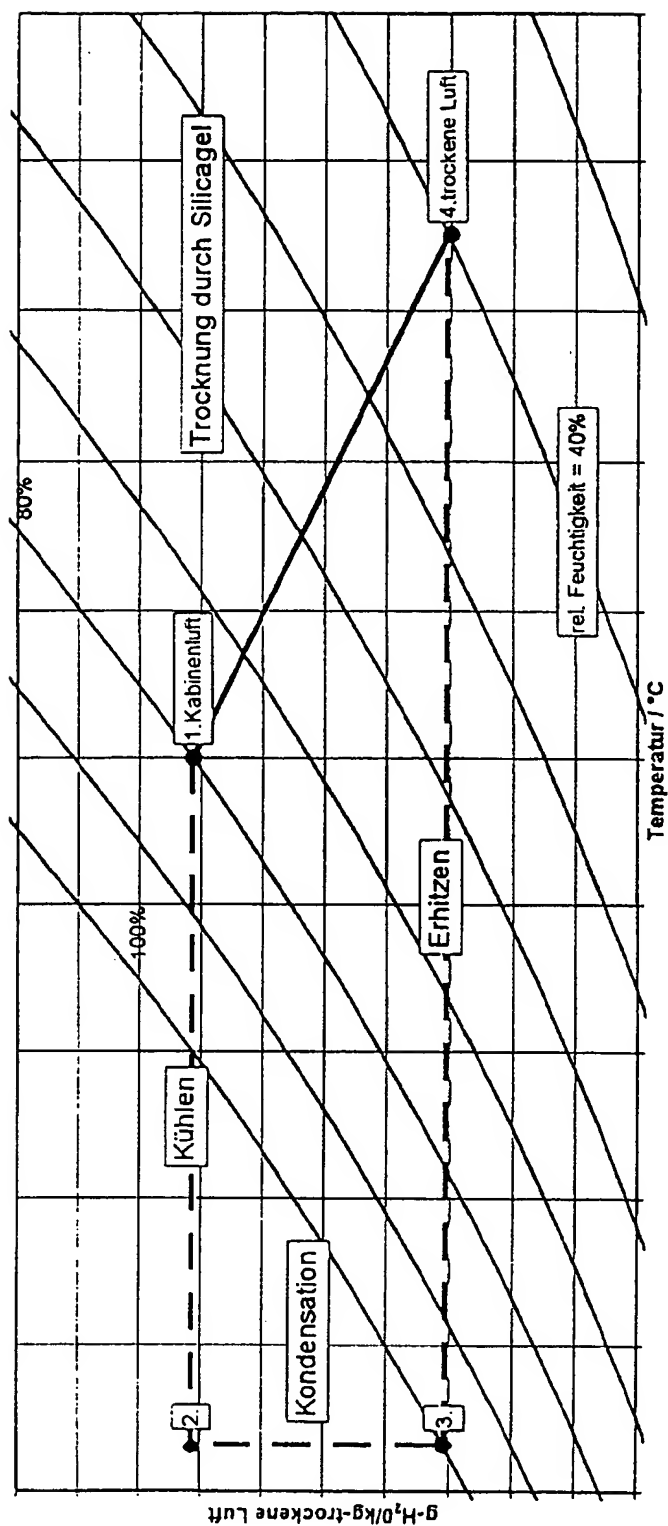 g-H₂0/kg-trockene Luft
100%
80%
Kühlen
1.Kabinenluft
Trocknung durch Silicagel
2.
Kondensation
3.
Erhitzen
4.trockene Luft
rel. Feuchtigkeit = 40%
Temperatur / °C